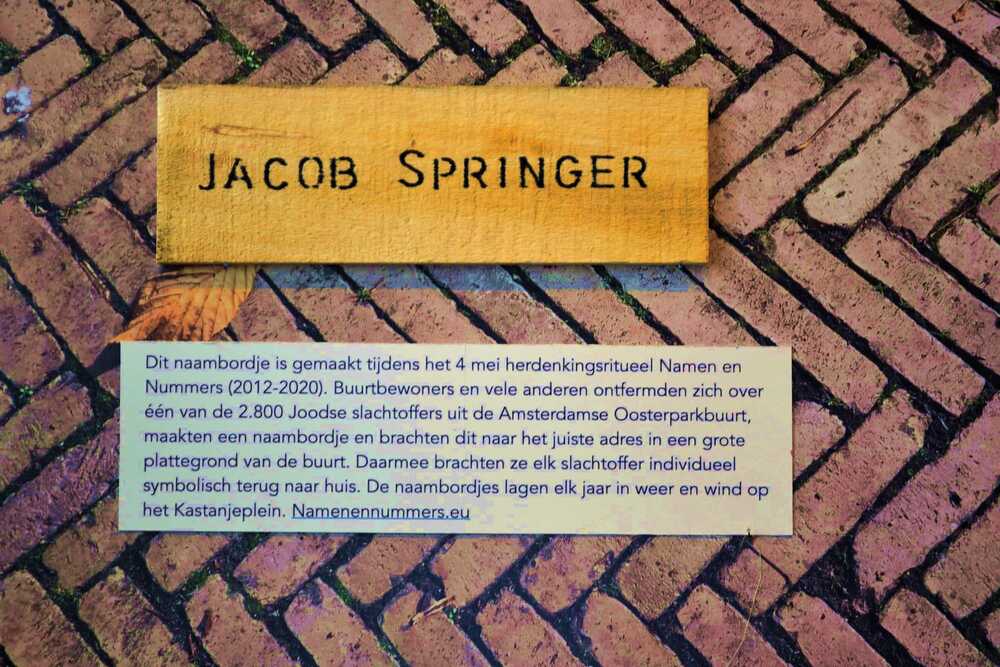 JACOB SPRINGER
Dit naambordje is gemaakt tijdens het 4 mei herdenkingsritueel Namen en
Nummers (2012-2020). Buurtbewoners en vele anderen ontfermden zich over
één van de 2.800 Joodse slachtoffers uit de Amsterdamse Oosterparkbuurt,
maakten een naambordje en brachten dit naar het juiste adres in een grote
plattegrond van de buurt. Daarmee brachten ze elk slachtoffer individueel
symbolisch terug naar huis. De naambordjes lagen elk jaar in weer en wind op
het Kastanjeplein. Namenennummers.eu